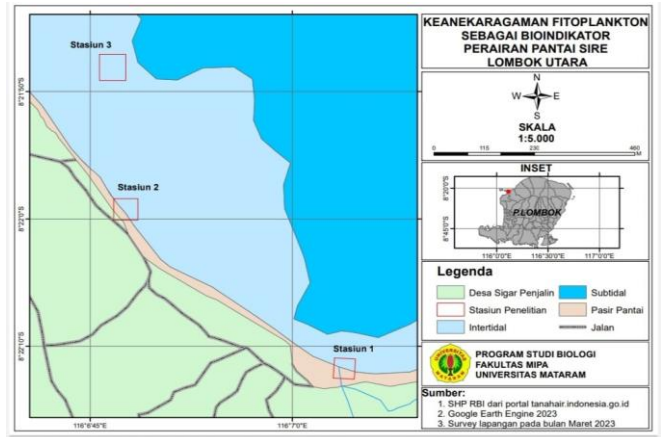 KEANEKARAGAMAN FITOPLANKTON
SEBAGAI BIOINDIKATOR
PERAIRAN PANTAI SIRE
LOMBOK UTARA
N
W E
S
SKALA
1:5.000
0 115 230 460
M
INSET
8°20'0"S
8°45'0"S
P.LOMBOK
116°0'0"E 116°30'0"E 117°0'0"E
Legenda
Desa Sigar Penjalin
Subtidal
Stasiun Penelitian
Pasir Pantai
Intertidal
Jalan
UNIVERSITAS
MATARAM
PROGRAM STUDI BIOLOGI
FAKULTAS MIPA
UNIVERSITAS MATARAM
Sumber:
1. SHP RBI dari portal tanahair.indonesia.go.id
2. Google Earth Engine 2023
3. Survey lapangan pada bulan Maret 2023
Stasiun 3
8°21'50"S
Stasiun 2
8°22'0"S
8°22'10"S
Stasiun 1
116°6'45"E 116°7'0"E